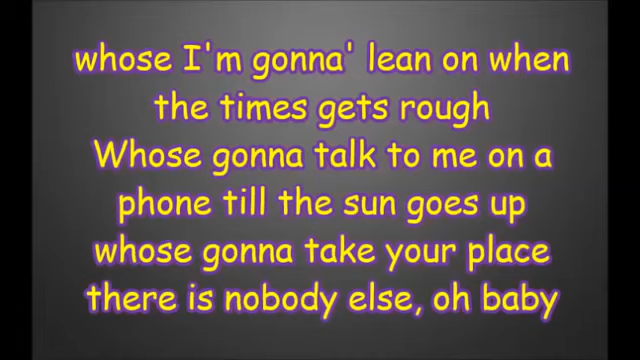 whose I'm gonna' lean on when
the times gets rough
Whose gonna talk to me on a
phone till the sun goes up
whose gonna take your place
there is nobody else, oh baby